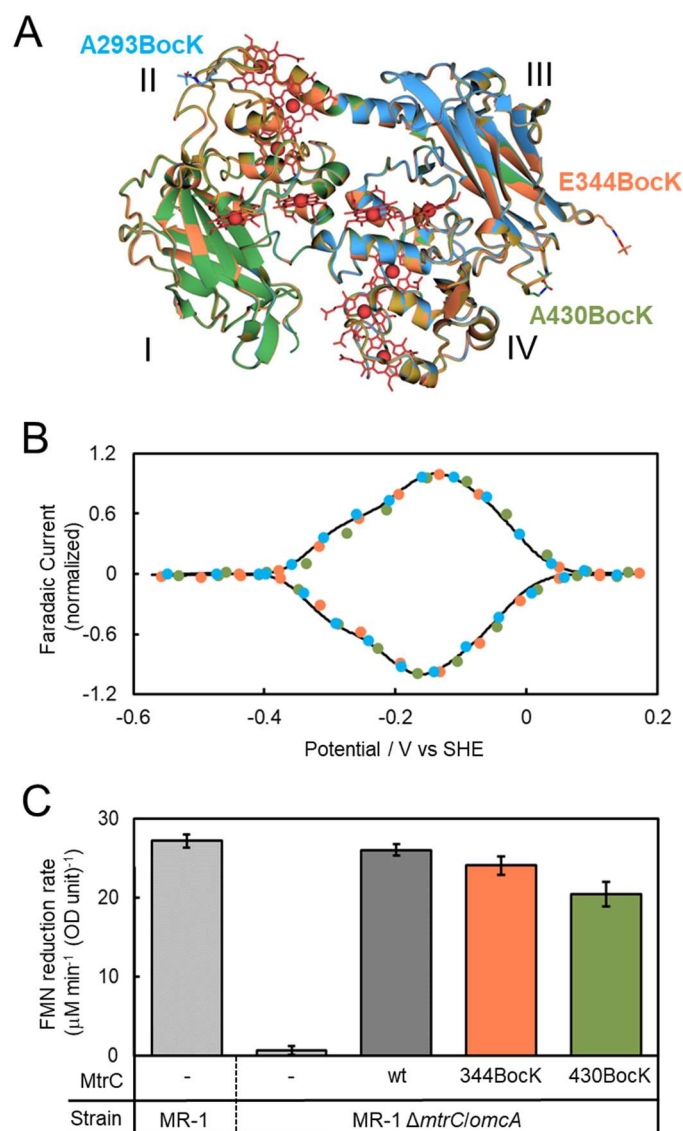 A
A293BocK
II
III
E344BocK
A430BocK
I
IV
B
1.2
0.6
0
-0.6
-1.2
Faradaic Current
(normalized)
-0.6 -0.4 -0.2 0 0.2
Potential / V vs SHE
C
30
20
10
0
FMN reduction rate
(μM min⁻¹ (OD unit)⁻¹
MtrC - - wt 344BocK 430BocK
Strain MR-1 MR-1 ΔmtrC/omcA